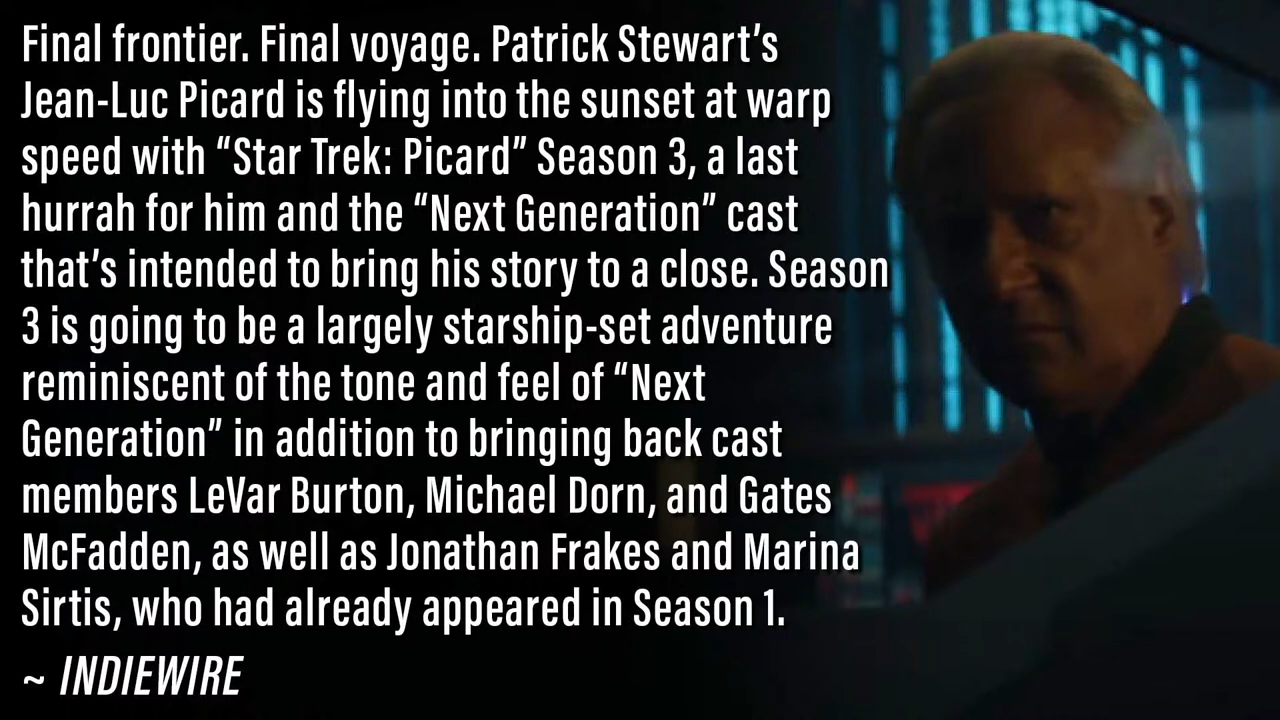 Final frontier. Final voyage. Patrick Stewart’s
Jean-Luc Picard is flying into the sunset at warp
speed with “Star Trek: Picard” Season 3, a last
hurrah for him and the “Next Generation” cast
that’s intended to bring his story to a close. Season
3 is going to be a largely starship-set adventure
reminiscent of the tone and feel of “Next
Generation” in addition to bringing back cast
members LeVar Burton, Michael Dorn, and Gates
McFadden, as well as Jonathan Frakes and Marina
Sirtis, who had already appeared in Season 1.
~ INDIEWIRE